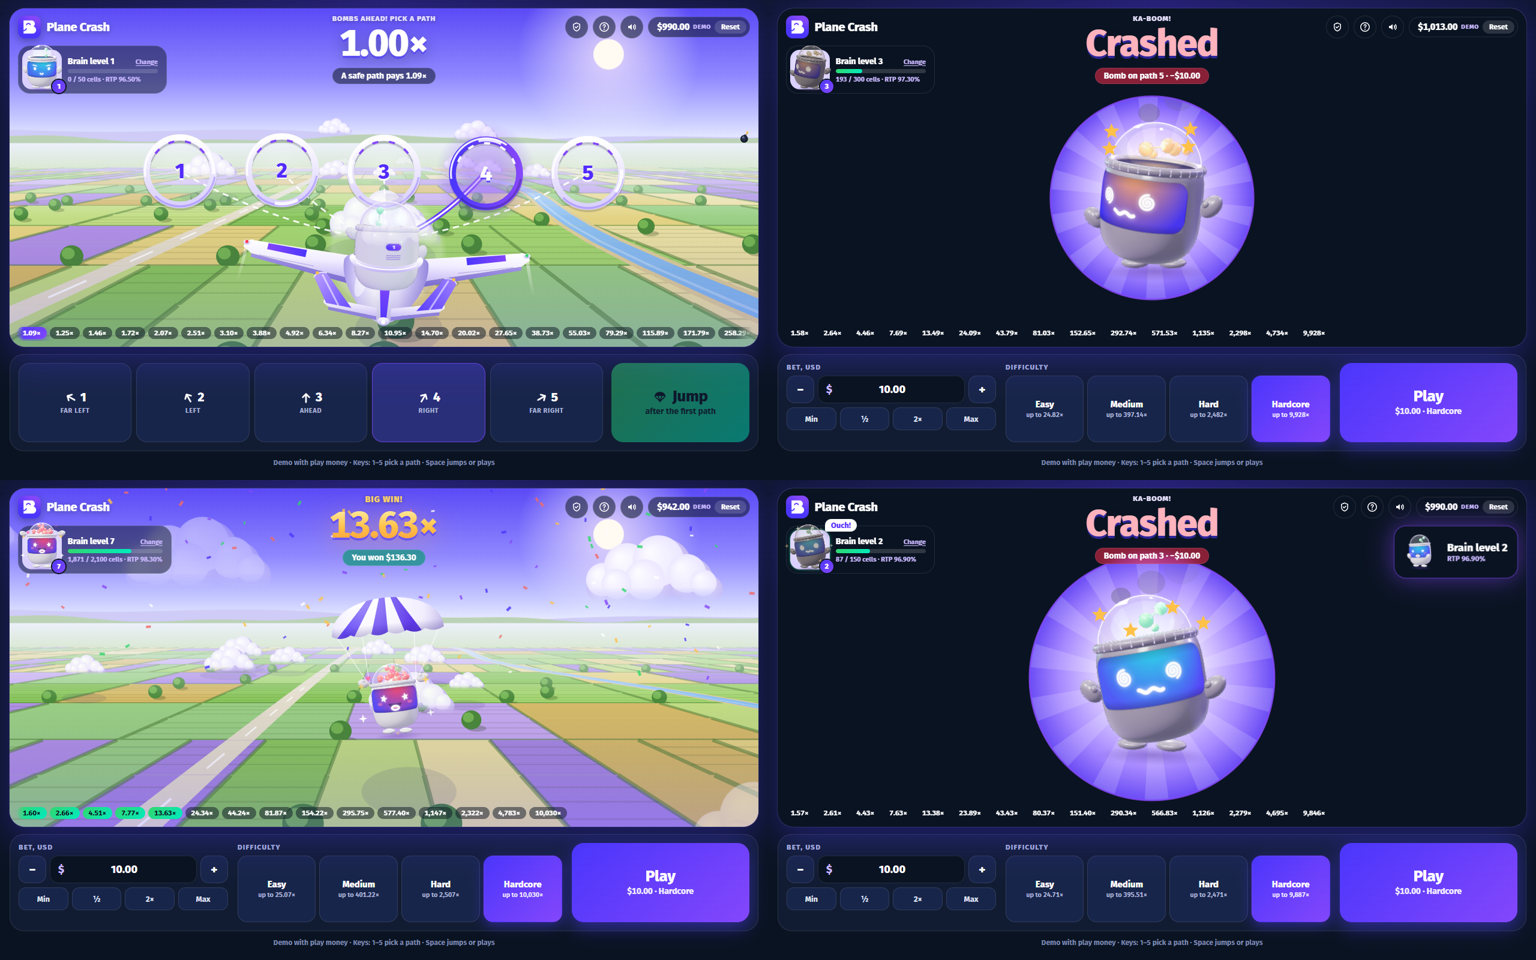 Plane Crash
BOMBS AHEAD! PICK A PATH
1.00×
A safe path pays 1.09×
$990.00 DEMO Reset
Brain level 1 Change
0 / 50 cells · RTP 96.50%
1
1 2 3 4 5
1.09× 1.25× 1.46× 1.72× 2.07× 2.51× 3.10× 3.88× 4.92× 6.34× 8.27× 10.95× 14.70× 20.02× 27.65× 38.73× 55.03× 79.29× 115.89× 171.79× 258.29
1 2 3 4 5 Jump
FAR LEFT LEFT AHEAD RIGHT FAR RIGHT after the first path
Demo with play money · Keys: 1–5 pick a path · Space jumps or plays
Plane Crash
KA-BOOM!
Crashed
Bomb on path 5 · −$10.00
$1,013.00 DEMO Reset
Brain level 3 Change
193 / 300 cells · RTP 97.30%
3
1.58× 2.64× 4.46× 7.69× 13.49× 24.09× 43.79× 81.03× 152.65× 292.74× 571.53× 1,135× 2,298× 4,734× 9,928×
BET, USD DIFFICULTY
− $ 10.00 +
Min ½ 2× Max
Easy Medium Hard Hardcore
up to 24.82× up to 397.14× up to 2,482× up to 9,928×
Play
$10.00 · Hardcore
Demo with play money · Keys: 1–5 pick a path · Space jumps or plays
Plane Crash
BIG WIN!
13.63×
You won $136.30
$942.00 DEMO Reset
Brain level 7 Change
1,871 / 2,100 cells · RTP 98.30%
7
1.60× 2.66× 4.51× 7.77× 13.63× 24.34× 44.24× 81.87× 154.22× 295.75× 577.40× 1,147× 2,322× 4,783× 10,030×
BET, USD DIFFICULTY
− $ 10.00 +
Min ½ 2× Max
Easy Medium Hard Hardcore
up to 25.07× up to 401.22× up to 2,507× up to 10,030×
Play
$10.00 · Hardcore
Demo with play money · Keys: 1–5 pick a path · Space jumps or plays
Plane Crash
KA-BOOM!
Crashed
Bomb on path 3 · −$10.00
$990.00 DEMO Reset
Ouch!
Brain level 2 Change
87 / 150 cells · RTP 96.90%
2
Brain level 2
RTP 96.90%
1.57× 2.61× 4.43× 7.63× 13.38× 23.89× 43.43× 80.37× 151.40× 290.34× 566.83× 1,126× 2,279× 4,695× 9,846×
BET, USD DIFFICULTY
− $ 10.00 +
Min ½ 2× Max
Easy Medium Hard Hardcore
up to 24.71× up to 395.51× up to 2,471× up to 9,887×
Play
$10.00 · Hardcore
Demo with play money · Keys: 1–5 pick a path · Space jumps or plays